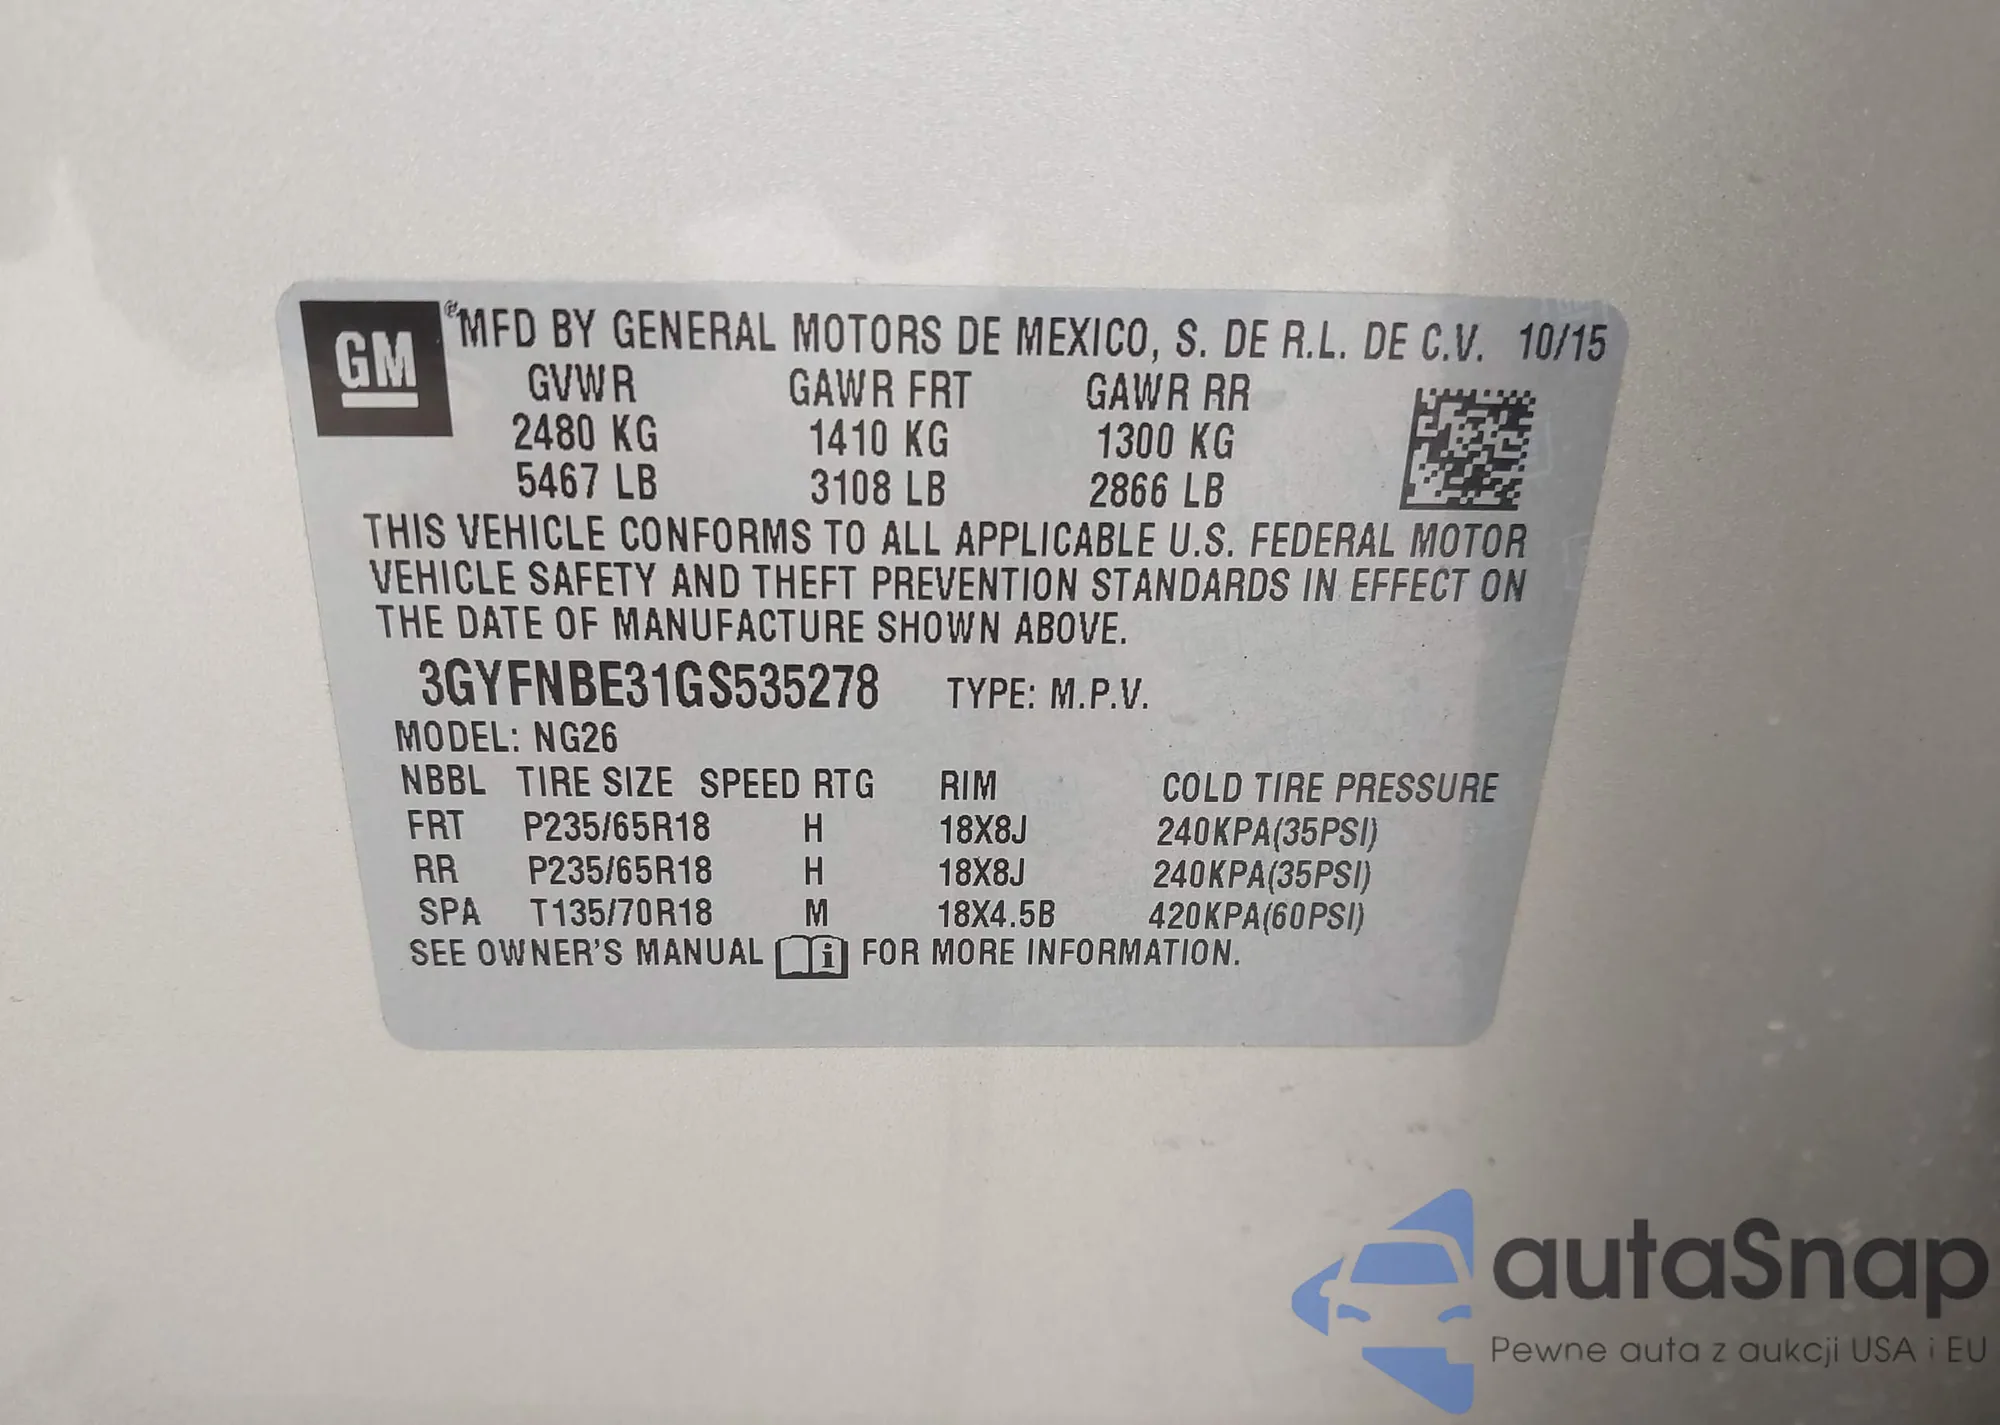 GM
® MFD BY GENERAL MOTORS DE MEXICO, S. DE R.L. DE C.V. 10/15
GVWR GAWR FRT GAWR RR
2480 KG 1410 KG 1300 KG
5467 LB 3108 LB 2866 LB
THIS VEHICLE CONFORMS TO ALL APPLICABLE U.S. FEDERAL MOTOR
VEHICLE SAFETY AND THEFT PREVENTION STANDARDS IN EFFECT ON
THE DATE OF MANUFACTURE SHOWN ABOVE.
3GYFNBE31GS535278 TYPE: M.P.V.
MODEL: NG26
NBBL TIRE SIZE SPEED RTG RIM COLD TIRE PRESSURE
FRT P235/65R18 H 18X8J 240KPA(35PSI)
RR P235/65R18 H 18X8J 240KPA(35PSI)
SPA T135/70R18 M 18X4.5B 420KPA(60PSI)
SEE OWNER'S MANUAL i FOR MORE INFORMATION.
autaSnap
Pewne auta z aukcji USA i EU